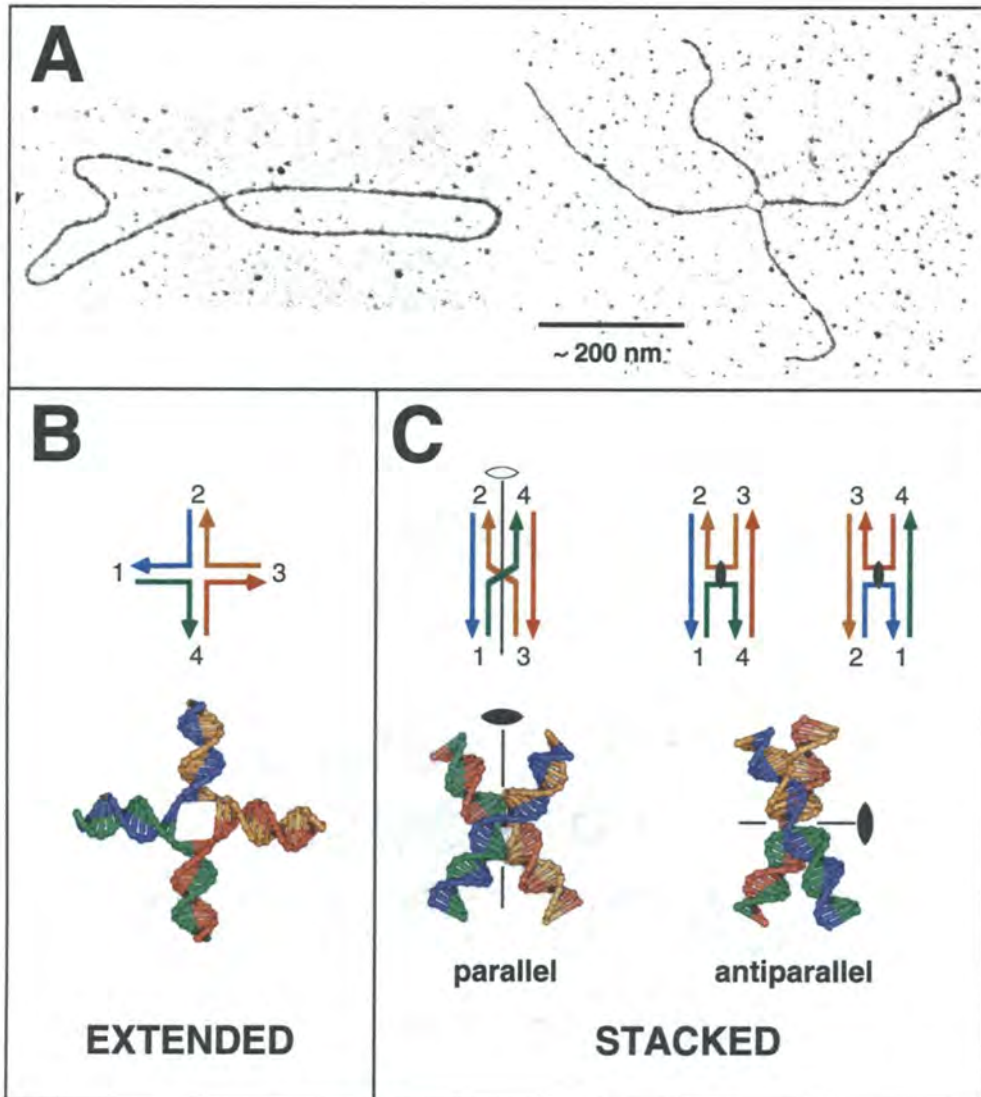 A
~ 200 nm
B
2
1
3
4
EXTENDED
C
2 4
1 3
2 3
1 4
3 4
2 1
parallel
antiparallel
STACKED